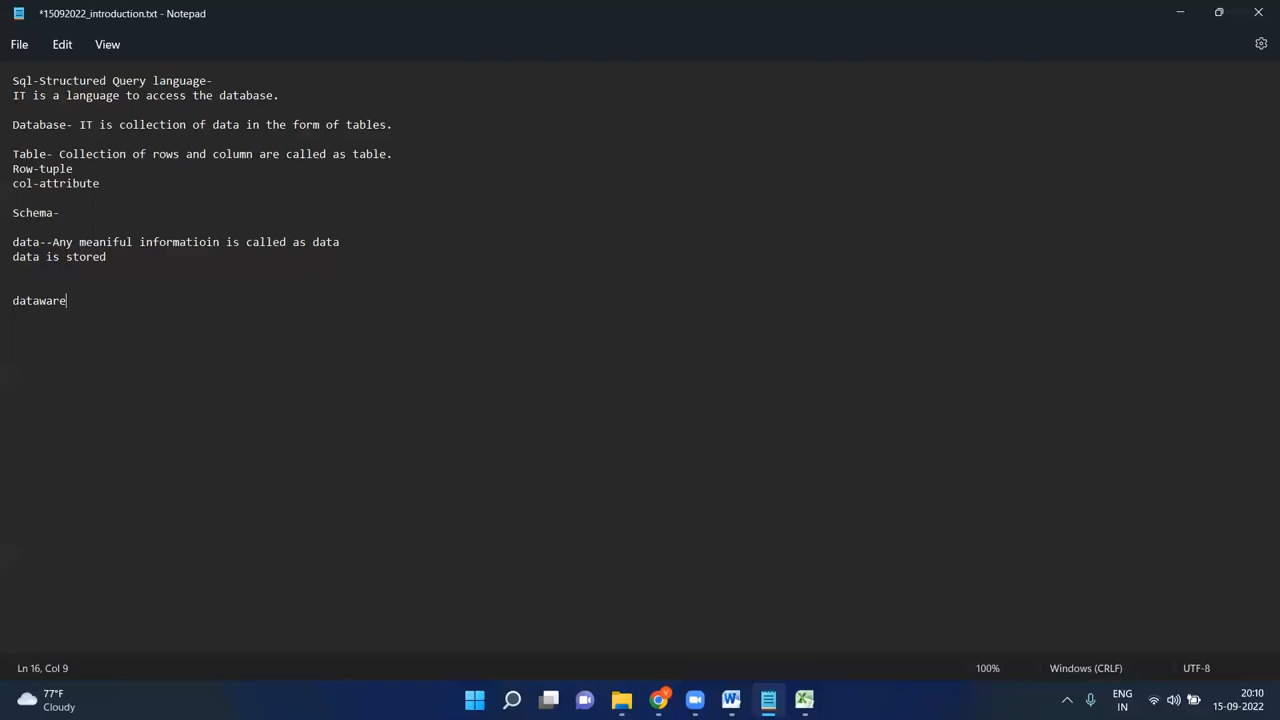 *15092022_introduction.txt - Notepad
File Edit View
Sql-Structured Query language-
IT is a language to access the database.
Database- IT is collection of data in the form of tables.
Table- Collection of rows and column are called as table.
Row-tuple
col-attribute
Schema-
data--Any meaniful informatioin is called as data
data is stored
dataware
Ln 16, Col 9
100%
Windows (CRLF)
UTF-8
77°F
Cloudy
ENG
IN
20:10
15-09-2022